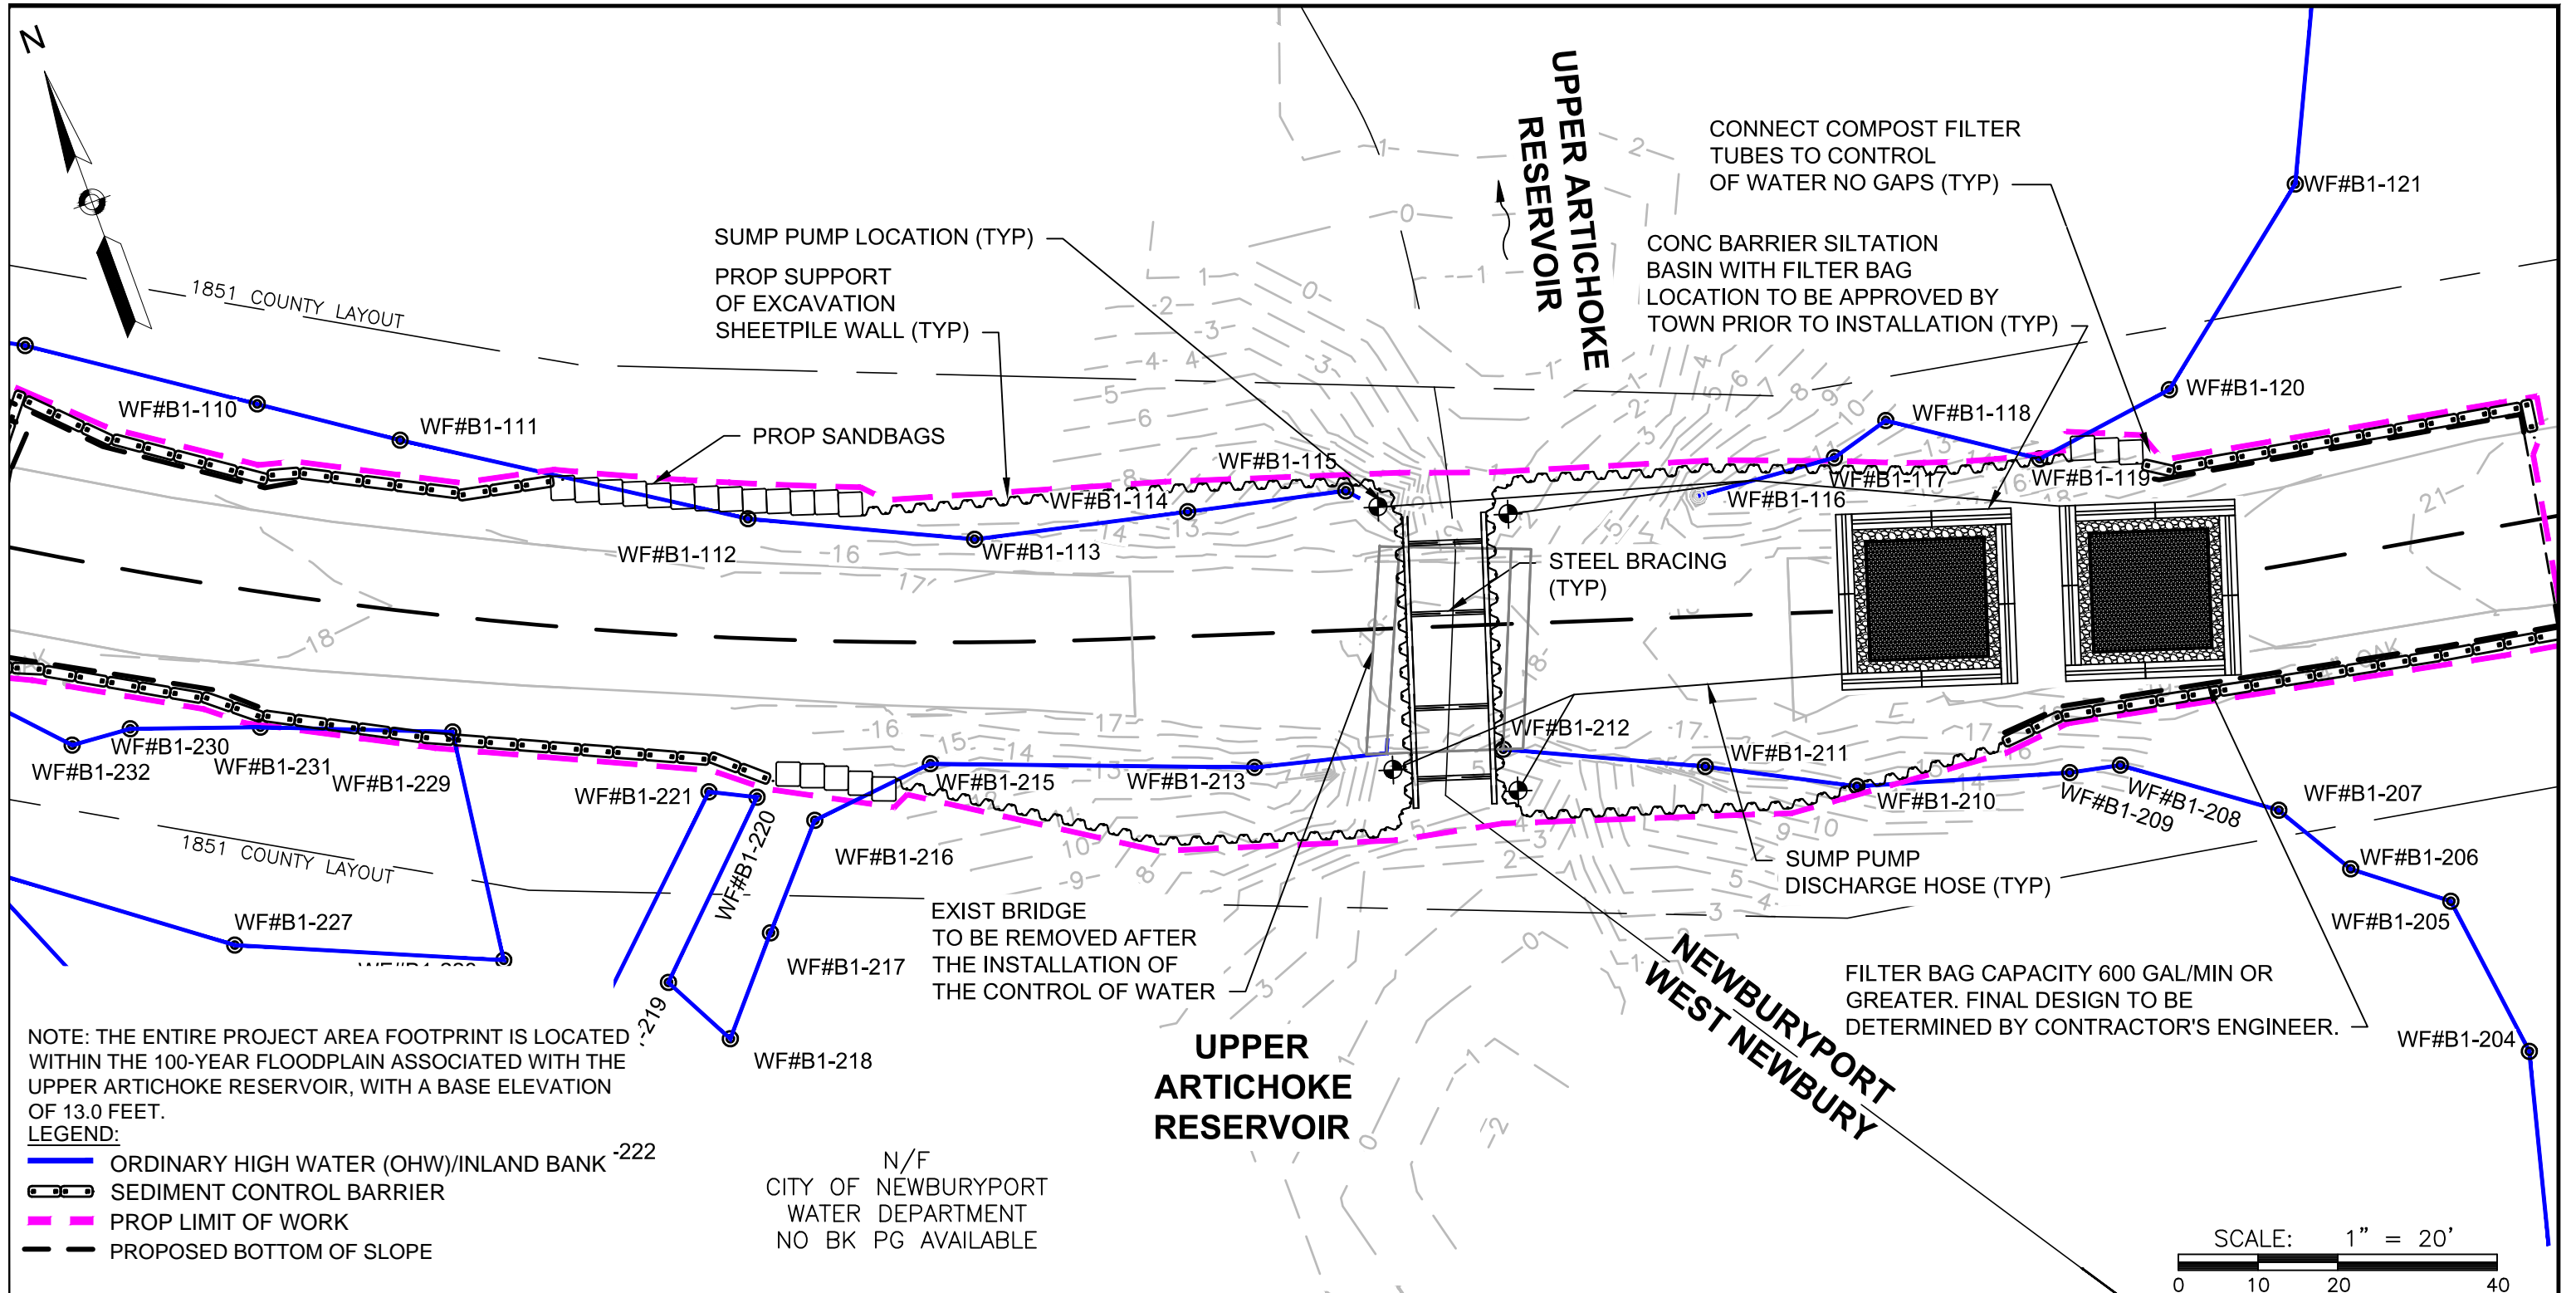 N
1851 COUNTY LAYOUT
UPPER ARTICHOKE
RESERVOIR
CONNECT COMPOST FILTER
TUBES TO CONTROL
OF WATER NO GAPS (TYP)
CONC BARRIER SILTATION
BASIN WITH FILTER BAG
LOCATION TO BE APPROVED BY
TOWN PRIOR TO INSTALLATION (TYP)
SUMP PUMP LOCATION (TYP)
PROP SUPPORT
OF EXCAVATION
SHEETPILE WALL (TYP)
PROP SANDBAGS
WF#B1-110
WF#B1-111
WF#B1-112
WF#B1-113
WF#B1-114
WF#B1-115
WF#B1-116
WF#B1-117
WF#B1-118
WF#B1-119
WF#B1-120
WF#B1-121
STEEL BRACING
(TYP)
WF#B1-232
WF#B1-230
WF#B1-231
WF#B1-229
WF#B1-221
WF#B1-220
WF#B1-215
WF#B1-213
WF#B1-212
WF#B1-211
WF#B1-210
WF#B1-209
WF#B1-208
WF#B1-207
WF#B1-206
WF#B1-205
WF#B1-204
WF#B1-216
WF#B1-217
WF#B1-218
-219
WF#B1-227
1851 COUNTY LAYOUT
16
17
18
21
EXIST BRIDGE
TO BE REMOVED AFTER
THE INSTALLATION OF
THE CONTROL OF WATER
SUMP PUMP
DISCHARGE HOSE (TYP)
FILTER BAG CAPACITY 600 GAL/MIN OR
GREATER. FINAL DESIGN TO BE
DETERMINED BY CONTRACTOR'S ENGINEER.
NEWBURYPORT
WEST NEWBURY
UPPER
ARTICHOKE
RESERVOIR
NOTE: THE ENTIRE PROJECT AREA FOOTPRINT IS LOCATED
WITHIN THE 100-YEAR FLOODPLAIN ASSOCIATED WITH THE
UPPER ARTICHOKE RESERVOIR, WITH A BASE ELEVATION
OF 13.0 FEET.
LEGEND:
ORDINARY HIGH WATER (OHW)/INLAND BANK
-222
SEDIMENT CONTROL BARRIER
PROP LIMIT OF WORK
PROPOSED BOTTOM OF SLOPE
N/F
CITY OF NEWBURYPORT
WATER DEPARTMENT
NO BK PG AVAILABLE
SCALE: 1" = 20'
0 10 20 40